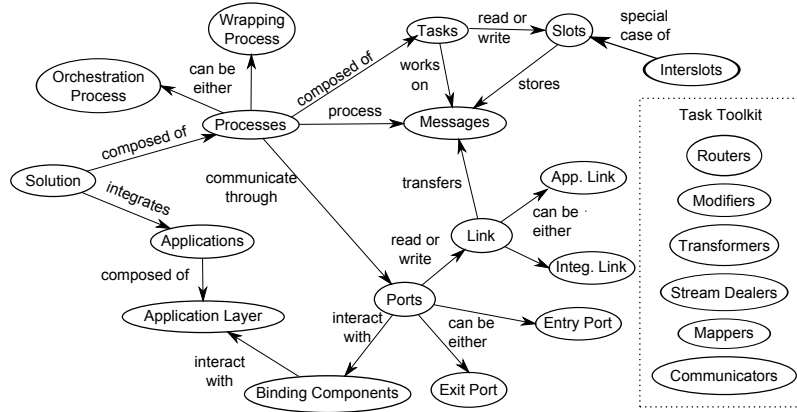 Wrapping
Process
Tasks
read or
write
Slots
special
case of
Interslots
Orchestration
Process
can be
either
composed of
works
on
stores
Processes
process
Messages
Task Toolkit
composed of
Routers
Solution
communicate
through
transfers
App. Link
Modifiers
integrates
can be
either
Applications
read or
write
Link
Transformers
composed of
Integ. Link
Ports
Stream Dealers
Application Layer
interact
with
can be
either
Entry Port
Mappers
interact
with
Binding Components
Exit Port
Communicators